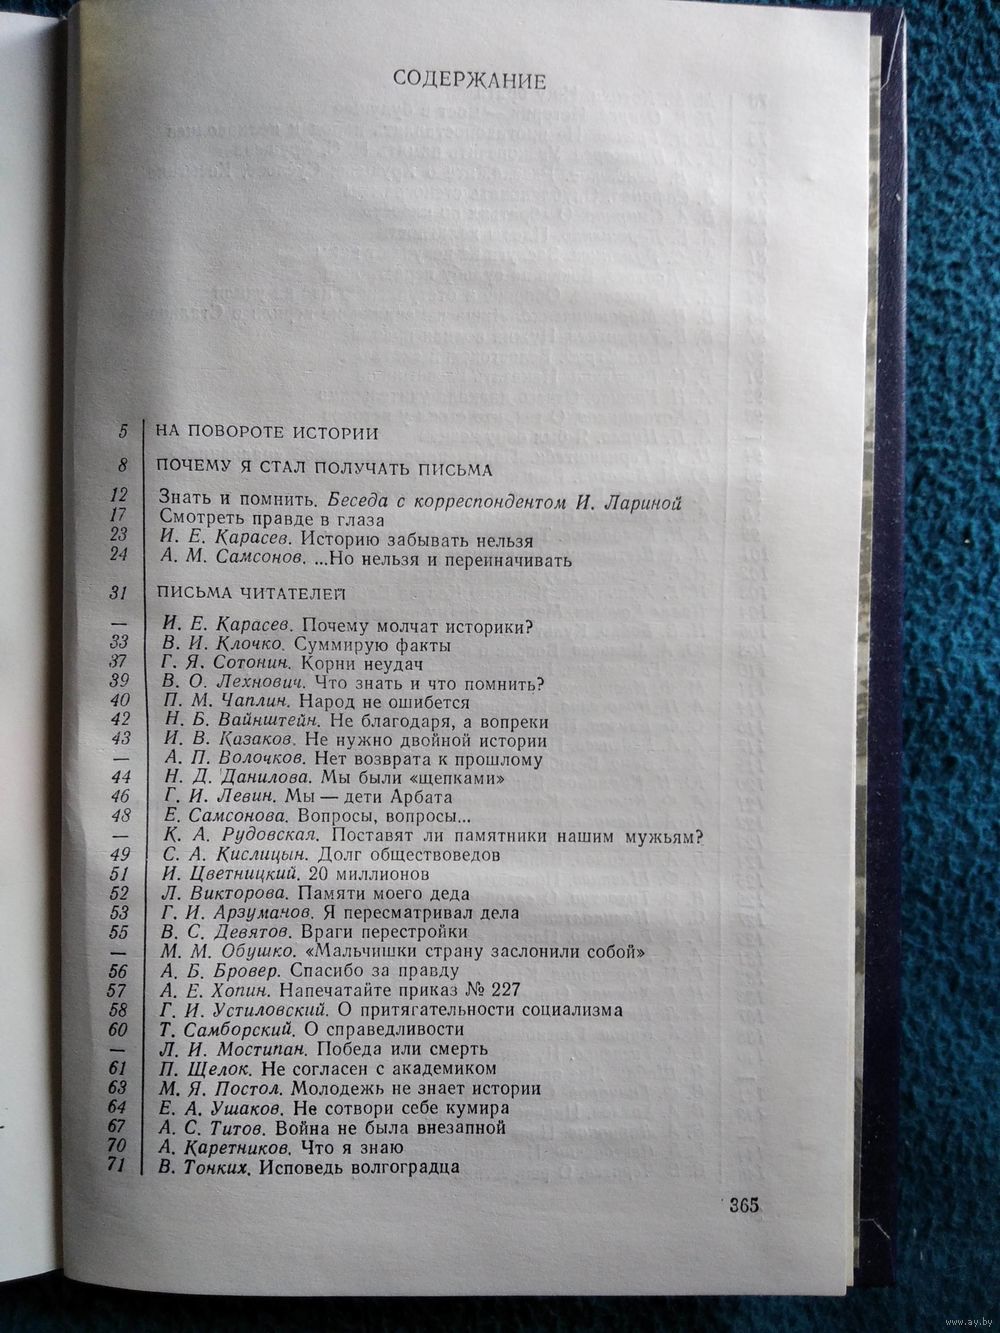 СОДЕРЖАНИЕ
5 НА ПОВОРОТЕ ИСТОРИИ
8 ПОЧЕМУ Я СТАЛ ПОЛУЧАТЬ ПИСЬМА
12 Знать и помнить. Беседа с корреспондентом И. Лариной
17 Смотреть правде в глаза
23 И. Е. Карасев. Историю забывать нельзя
24 А. М. Самсонов. ...Но нельзя и переиначивать
31 ПИСЬМА ЧИТАТЕЛЕЙ
— И. Е. Карасев. Почему молчат историки?
33 В. И. Клочко. Суммирую факты
37 Г. Я. Сотонин. Корни неудач
39 В. О. Лехнович. Что знать и что помнить?
40 П. М. Чаплин. Народ не ошибется
42 Н. Б. Вайнштейн. Не благодаря, а вопреки
43 И. В. Казаков. Не нужно двойной истории
— А. П. Волочков. Нет возврата к прошлому
44 Н. Д. Данилова. Мы были «щепками»
46 Г. И. Левин. Мы — дети Арбата
48 Е. Самсонова. Вопросы, вопросы...
— К. А. Рудовская. Поставят ли памятники нашим мужьям?
49 С. А. Кислицын. Долг обществоведов
51 И. Цветницкий. 20 миллионов
52 Л. Викторова. Памяти моего деда
53 Г. И. Арзуманов. Я пересматривал дела
55 В. С. Девятов. Враги перестройки
— М. М. Обушко. «Мальчишки страну заслонили собой»
56 А. Б. Бровер. Спасибо за правду
57 А. Е. Хопин. Напечатайте приказ № 227
58 Г. И. Устиловский. О притягательности социализма
60 Т. Самборский. О справедливости
— Л. И. Мостипан. Победа или смерть
61 П. Щелок. Не согласен с академиком
63 М. Я. Постол. Молодежь не знает истории
64 Е. А. Ушаков. Не сотвори себе кумира
67 А. С. Титов. Война не была внезапной
70 А. Каретников. Что я знаю
71 В. Тонких. Исповедь волгоградца
365
www.ay.by